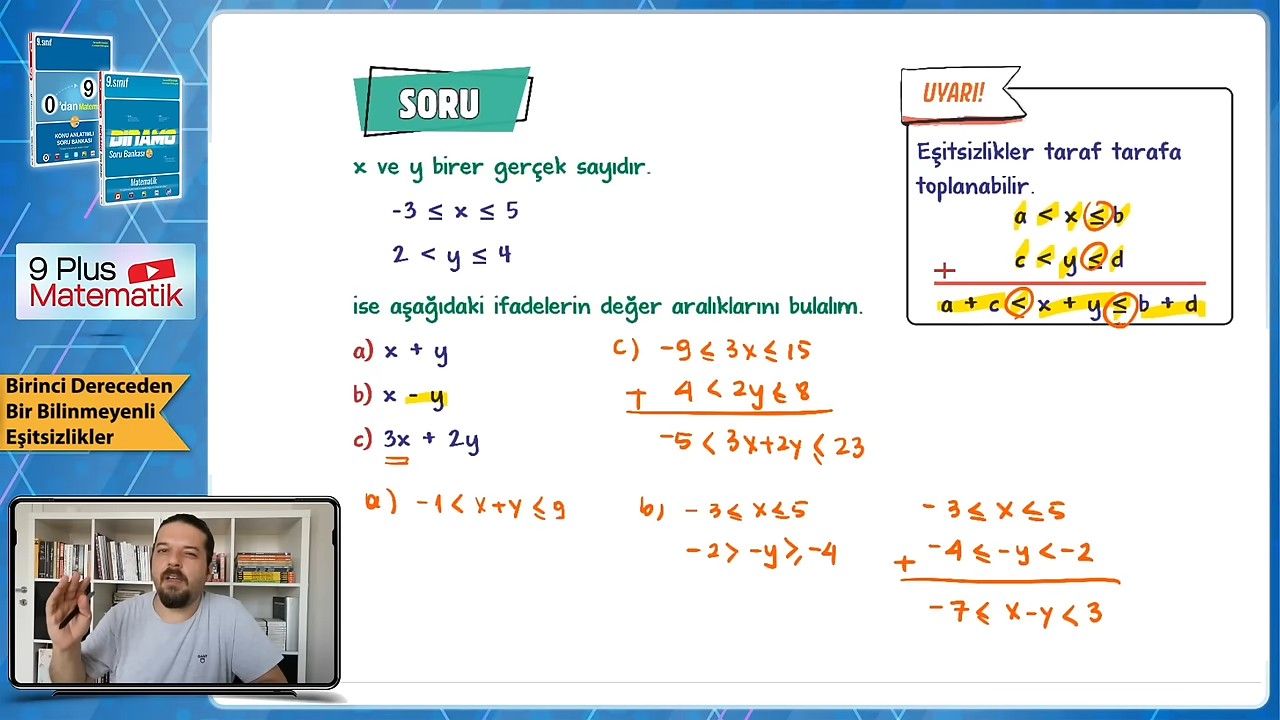 9.sınıf
0'dan 9
Matematik
KONU ANLATIMLI
SORU BANKASI
9.sınıf
DİNAMO
Soru Bankası
Matematik
9 Plus
Matematik
Birinci Dereceden
Bir Bilinmeyenli
Eşitsizlikler
SORU
x ve y birer gerçek sayıdır.
-3 ≤ x ≤ 5
2 < y ≤ 4
ise aşağıdaki ifadelerin değer aralıklarını bulalım.
a) x + y
b) x - y
c) 3x + 2y
UYARI!
Eşitsizlikler taraf tarafa
toplanabilir.
a < x ≤ b
+ c < y ≤ d
a + c < x + y ≤ b + d
c) -9 ≤ 3x ≤ 15
+ 4 < 2y ≤ 8
-5 < 3x+2y ≤ 23
a) -1 < x+y ≤ 9
b) -3 ≤ x ≤ 5
-2 > -y ≥ -4
-3 ≤ x ≤ 5
+ -4 ≤ -y < -2
-7 ≤ x-y < 3